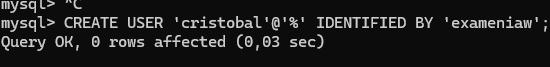 mysql> ^C
mysql> CREATE USER 'cristobal'@'%' IDENTIFIED BY 'exameniaw';
Query OK, 0 rows affected (0,03 sec)